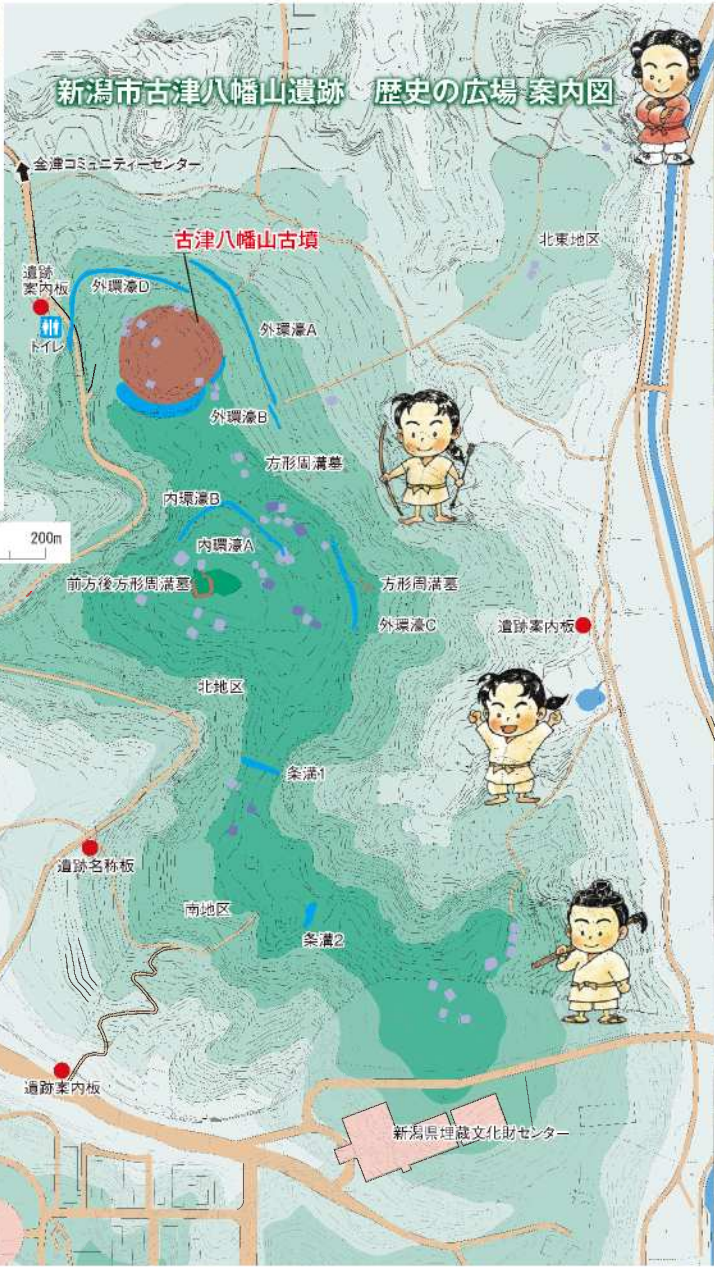 新潟市古津八幡山遺跡　歴史の広場 案内図
金津コミュニティーセンター
古津八幡山古墳
北東地区
遺跡
案内板
外環濠D
トイレ
外環濠A
外環濠B
方形周溝墓
内環濠B
200m
内環濠A
前方後方形周溝墓
方形周溝墓
外環濠C
遺跡案内板
北地区
条溝1
遺跡名称板
南地区
条溝2
遺跡案内板
新潟県埋蔵文化財センター